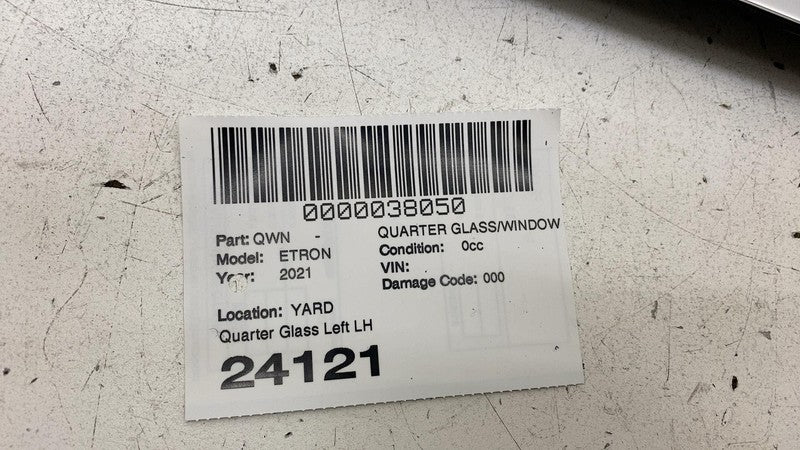 0000038050
Part: QWN - QUARTER GLASS/WINDOW
Model: ETRON Condition: 0cc
Year: 2021 VIN:
Damage Code: 000
Location: YARD
Quarter Glass Left LH
24121